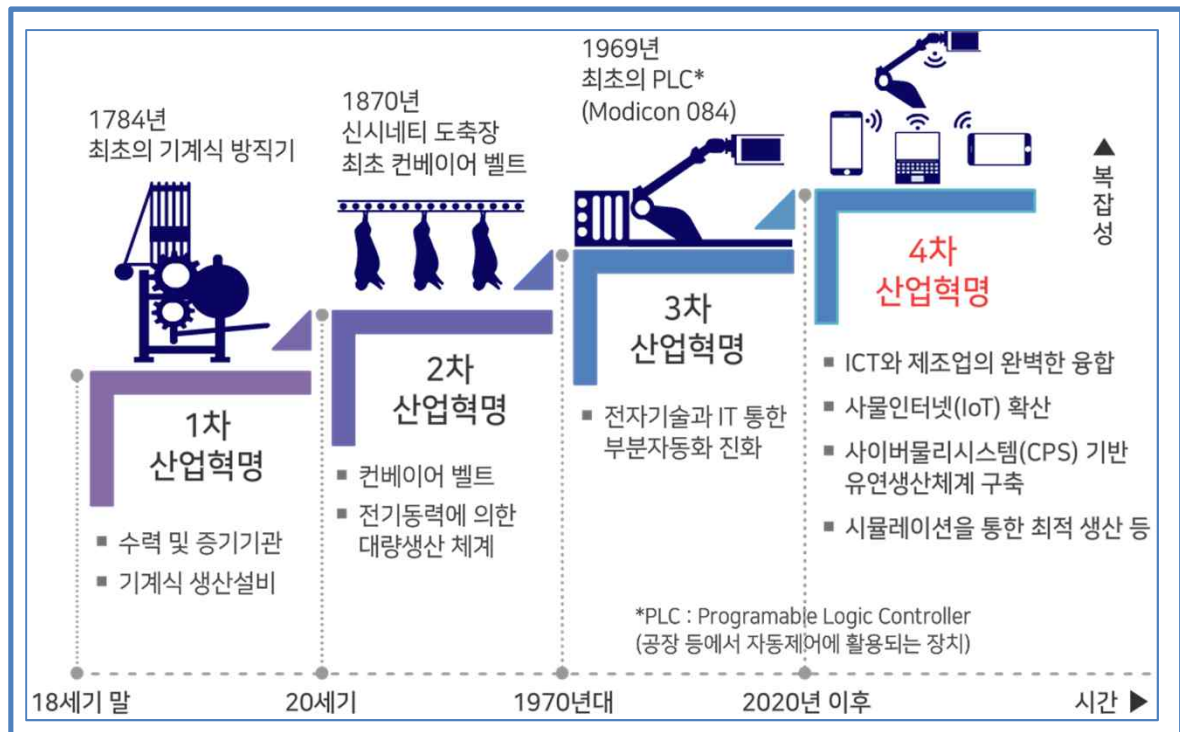 1784년
최초의 기계식 방직기
1870년
신시네티 도축장
최초 컨베이어 벨트
1969년
최초의 PLC*
(Modicon 084)
▲
복
잡
성
1차
산업혁명
■ 수력 및 증기기관
■ 기계식 생산설비
2차
산업혁명
■ 컨베이어 벨트
■ 전기동력에 의한
대량생산 체계
3차
산업혁명
■ 전자기술과 IT 통한
부분자동화 진화
4차
산업혁명
■ ICT와 제조업의 완벽한 융합
■ 사물인터넷(IoT) 확산
■ 사이버물리시스템(CPS) 기반
유연생산체계 구축
■ 시뮬레이션을 통한 최적 생산 등
*PLC : Programable Logic Controller
(공장 등에서 자동제어에 활용되는 장치)
18세기 말
20세기
1970년대
2020년 이후
시간 ▶